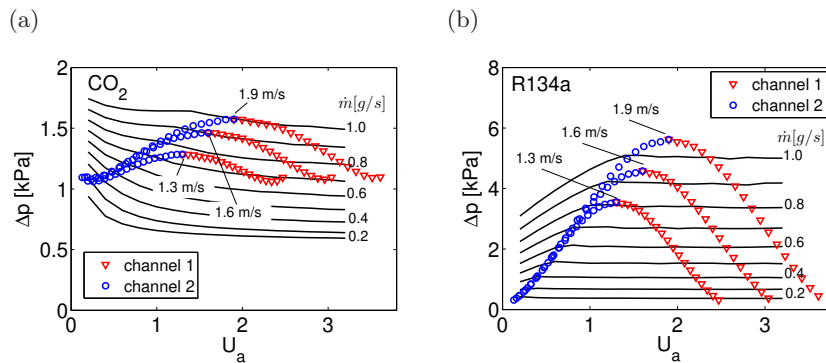 (a)
CO2
ṁ[g/s]
1.9 m/s
1.3 m/s
1.6 m/s
1.0
0.8
0.6
0.4
0.2
channel 1
channel 2
Δp [kPa]
2
1.5
1
0.5
0
0 1 2 3
Ua
(b)
R134a
channel 1
channel 2
ṁ[g/s]
1.9 m/s
1.6 m/s
1.3 m/s
1.0
0.8
0.6
0.4
0.2
Δp [kPa]
8
6
4
2
0
0 1 2 3
Ua